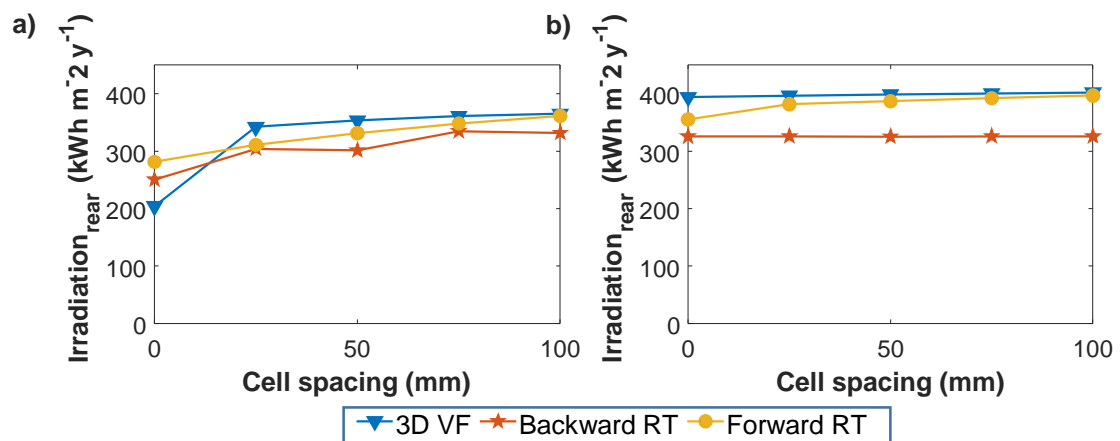 a)
Irradiation_rear (kWh m^-2 y^-1)
400
300
200
100
0
0 50 100
Cell spacing (mm)
b)
Irradiation_rear (kWh m^-2 y^-1)
400
300
200
100
0
0 50 100
Cell spacing (mm)
3D VF Backward RT Forward RT